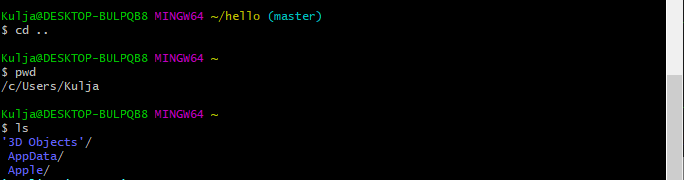 Kulja@DESKTOP-BULPQB8 MINGW64 ~/hello (master)
$ cd ..
Kulja@DESKTOP-BULPQB8 MINGW64 ~
$ pwd
/c/Users/Kulja
Kulja@DESKTOP-BULPQB8 MINGW64 ~
$ ls
'3D Objects'/
AppData/
Apple/